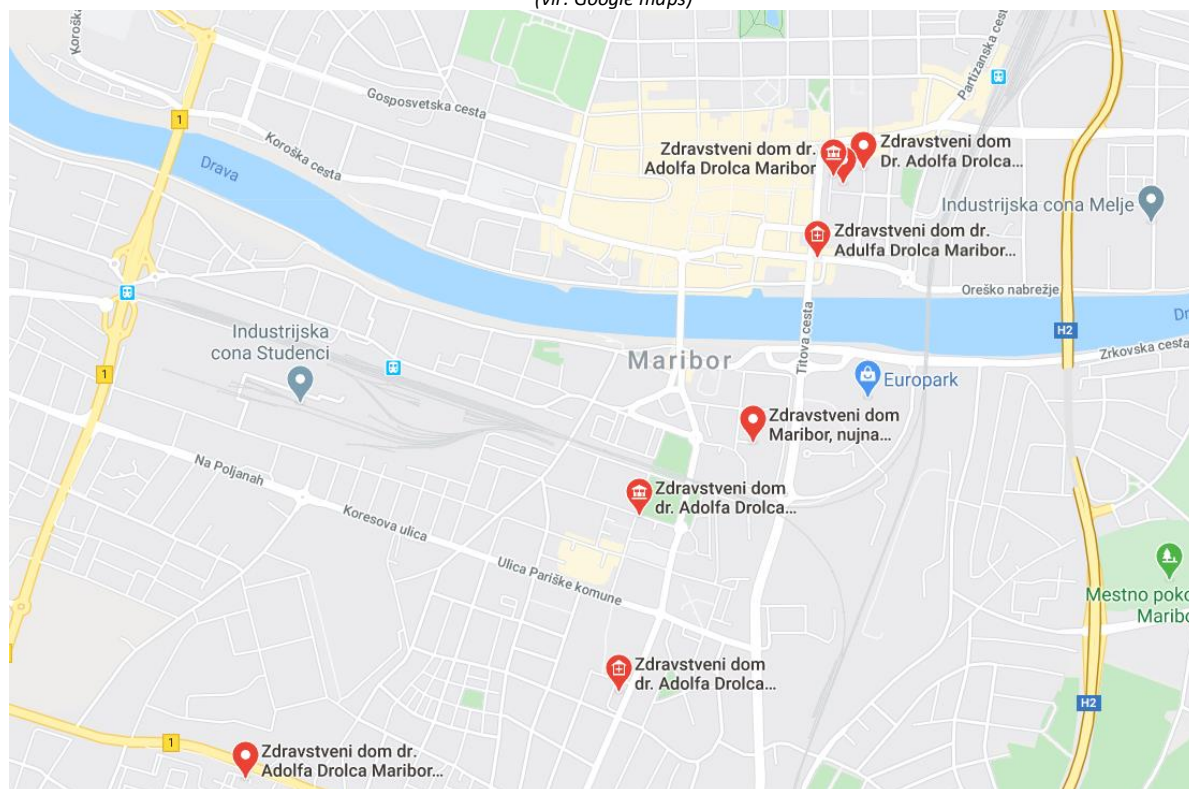 (vir: Google maps)
Koroška
Partizanska cesta
Gosposvetska cesta
1
Koroška cesta
Drava
Zdravstveni dom dr.
Adolfa Drolca Maribor
Zdravstveni dom
Dr. Adolfa Drolca...
Industrijska cona Melje
Zdravstveni dom dr.
Adulfa Drolca Maribor...
Oreško nabrežje
Dr
H2
Zrkovska cesta
Titova cesta
Industrijska
cona Studenci
Maribor
Europark
1
Zdravstveni dom
Maribor, nujna...
Na Poljanah
Koresova ulica
Zdravstveni dom
dr. Adolfa Drolca...
Ulica Pariške komune
Mestno poko
Maribo
Zdravstveni dom
dr. Adolfa Drolca...
H2
1
Zdravstveni dom dr.
Adolfa Drolca Maribor...